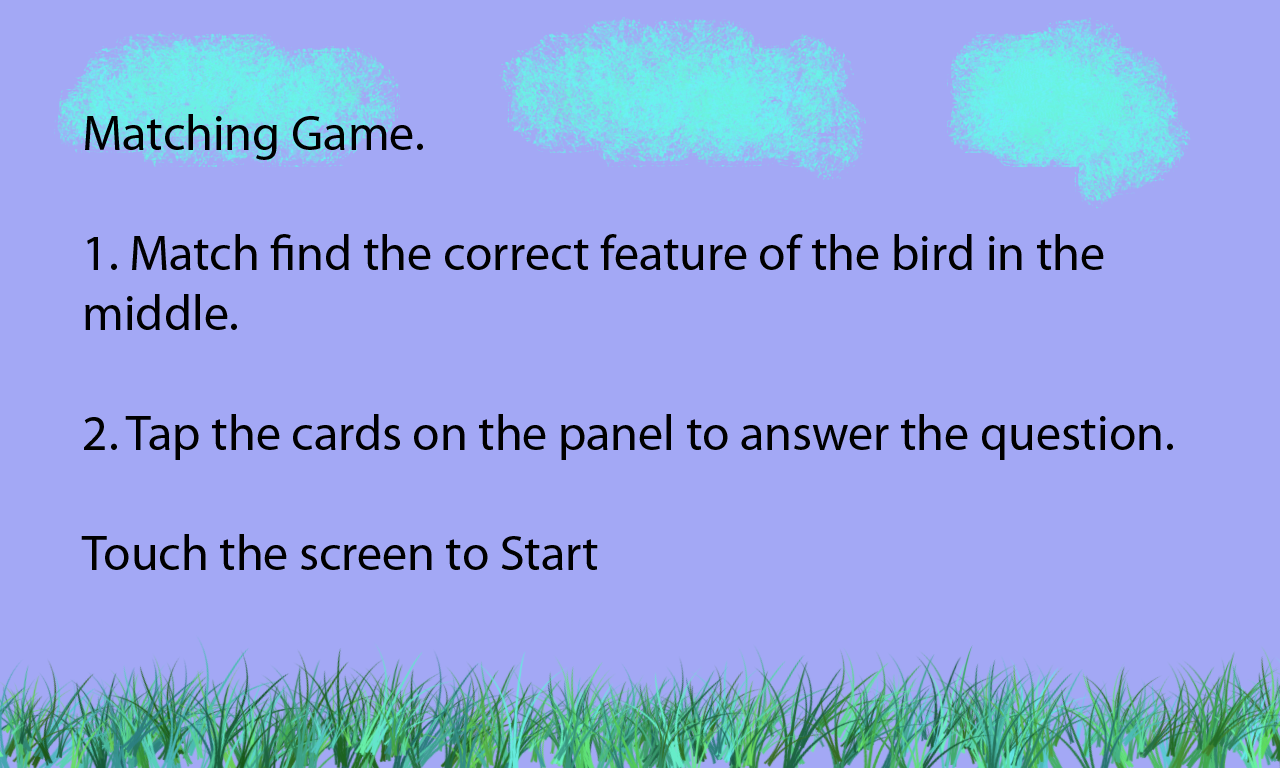 Matching Game.
1. Match find the correct feature of the bird in the
middle.
2. Tap the cards on the panel to answer the question.
Touch the screen to Start